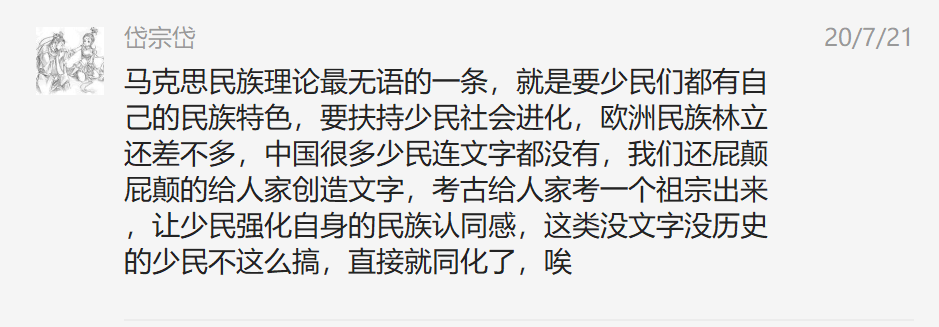 岱宗岱
20/7/21
马克思民族理论最无语的一条，就是要少民们都有自
己的民族特色，要扶持少民社会进化，欧洲民族林立
还差不多，中国很多少民连文字都没有，我们还屁颠
屁颠的给人家创造文字，考古给人家考一个祖宗出来
，让少民强化自身的民族认同感，这类没文字没历史
的少民不这么搞，直接就同化了，唉